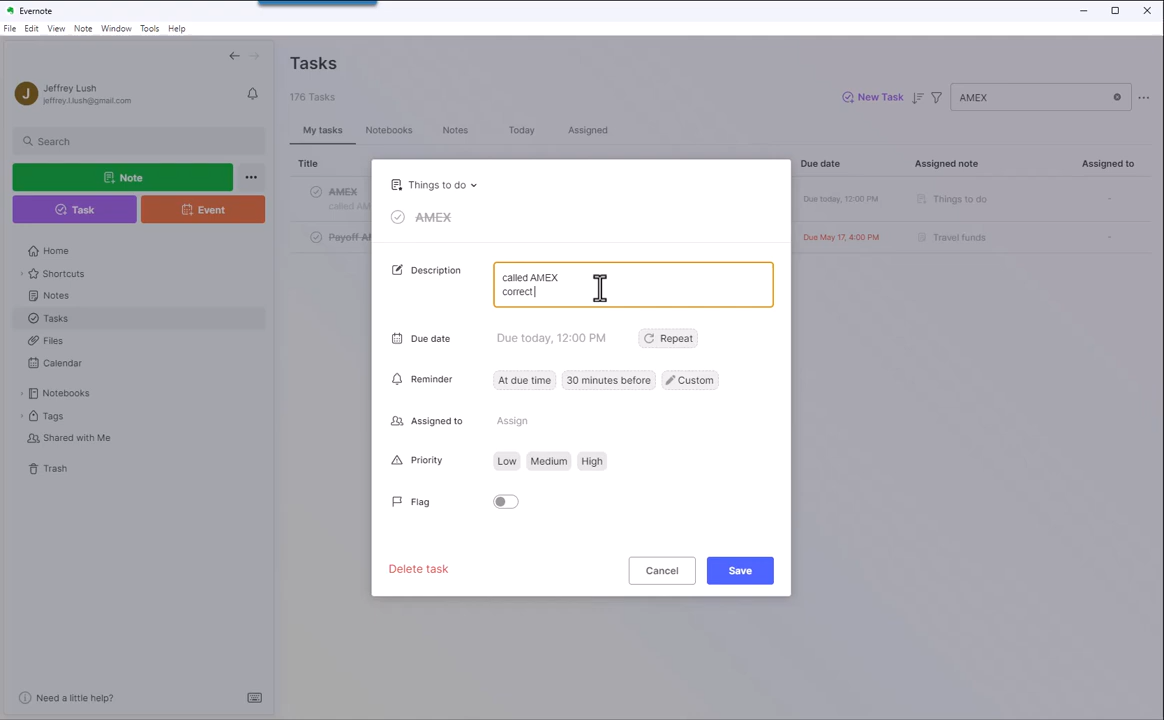 Evernote
File Edit View Note Window Tools Help
J
Jeffrey Lush
jeffrey.l.lush@gmail.com
Search
Note
Task
Event
Home
Shortcuts
Notes
Tasks
Files
Calendar
Notebooks
Tags
Shared with Me
Trash
Need a little help?
Tasks
176 Tasks
New Task
AMEX
My tasks Notebooks Notes Today Assigned
Title Due date Assigned note Assigned to
AMEX Due today, 12:00 PM Things to do -
called AM
Payoff AM Due May 17, 4:00 PM Travel funds -
Things to do
AMEX
Description
called AMEX
correct
Due date Due today, 12:00 PM Repeat
Reminder At due time 30 minutes before Custom
Assigned to Assign
Priority Low Medium High
Flag
Delete task Cancel Save